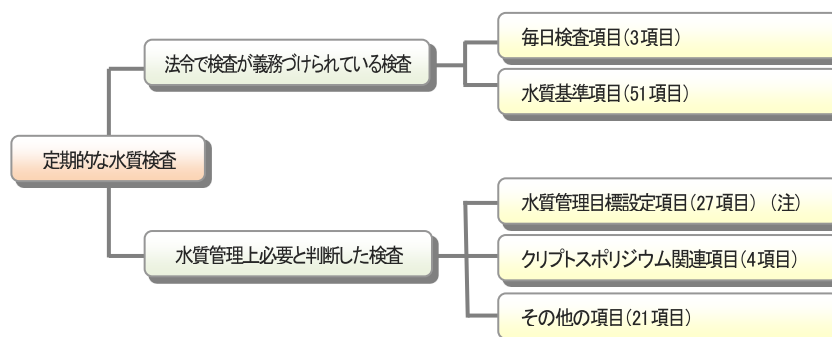 定期的な水質検査
法令で検査が義務づけられている検査
毎日検査項目(3項目)
水質基準項目(51項目)
水質管理上必要と判断した検査
水質管理目標設定項目(27項目) (注)
クリプトスポリジウム関連項目(4項目)
その他の項目(21項目)